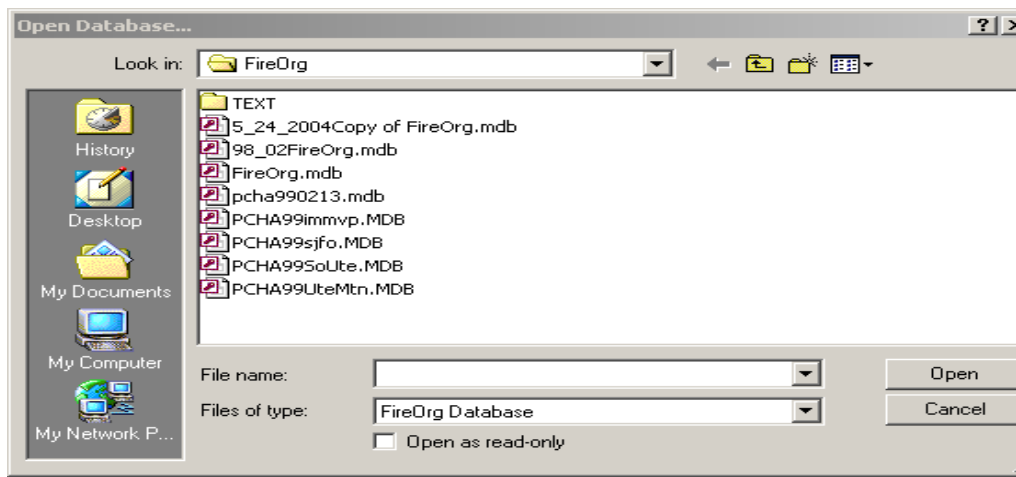 Open Database...
Look in: FireOrg
History
Desktop
My Documents
My Computer
My Network P...
TEXT
5_24_2004Copy of FireOrg.mdb
98_02FireOrg.mdb
FireOrg.mdb
pcha990213.mdb
PCHA99immvp.MDB
PCHA99sjfo.MDB
PCHA99SoUte.MDB
PCHA99UteMtn.MDB
File name:
Open
Files of type: FireOrg Database
Cancel
Open as read-only